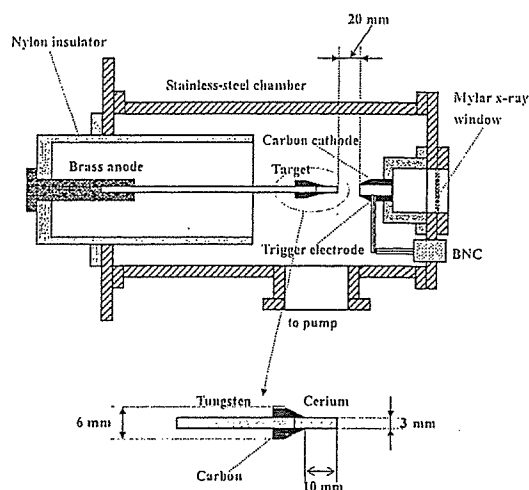 20 mm
Nylon insulator
Stainless-steel chamber
Mylar x-ray
window
Carbon cathode
Target
Brass anode
Trigger electrode
BNC
to pump
Tungsten
Cerium
6 mm
3 mm
Carbon
10 mm